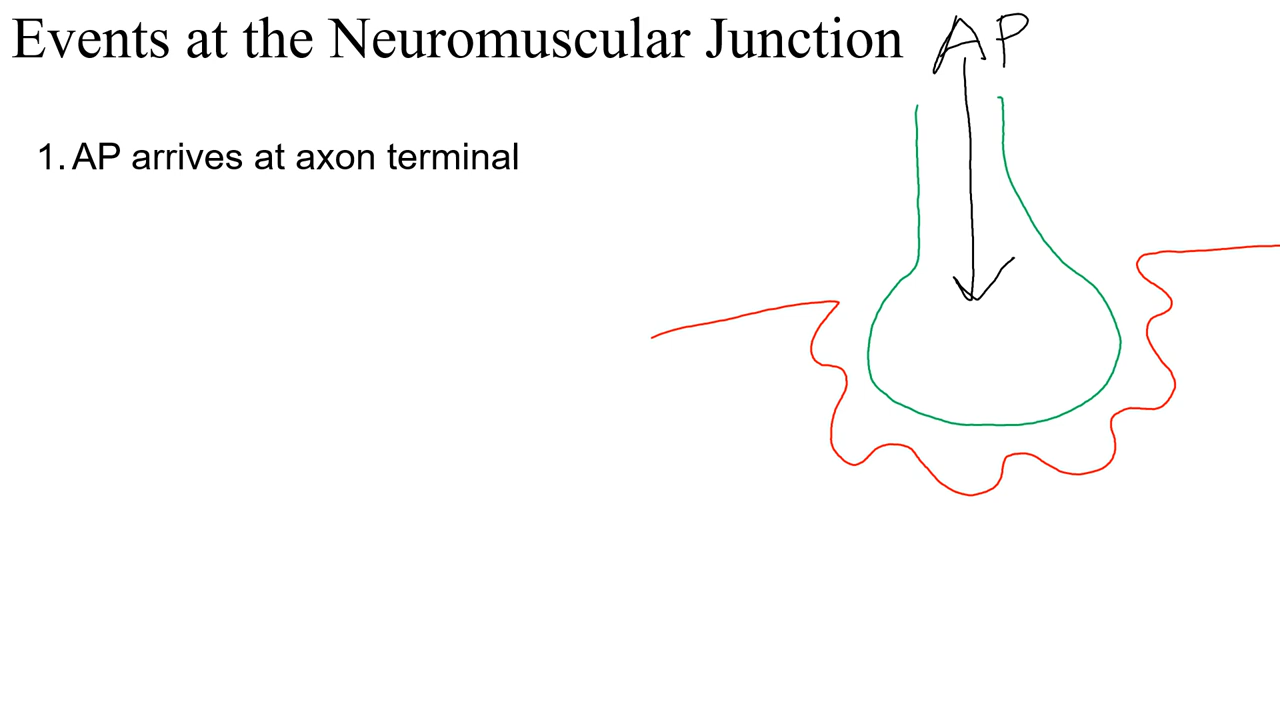 Events at the Neuromuscular Junction AP
1. AP arrives at axon terminal